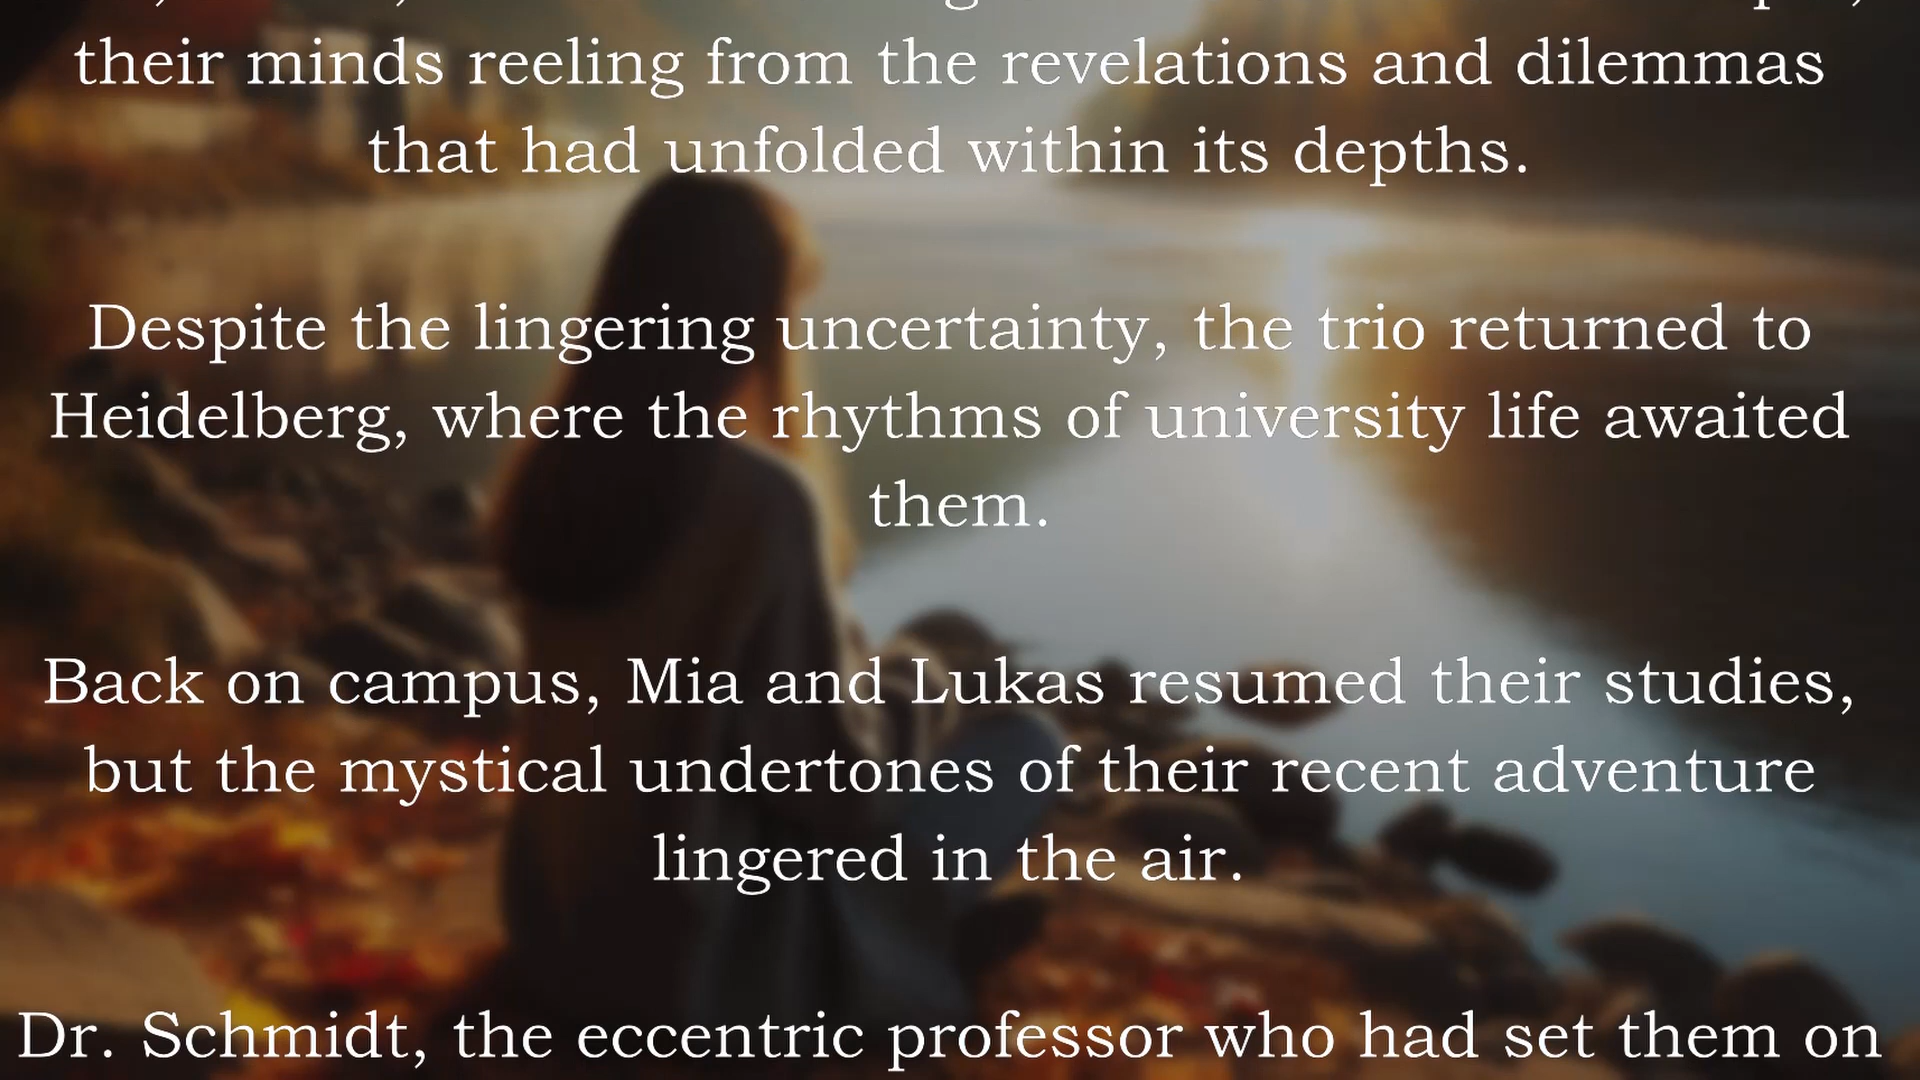 their minds reeling from the revelations and dilemmas
that had unfolded within its depths.
Despite the lingering uncertainty, the trio returned to
Heidelberg, where the rhythms of university life awaited
them.
Back on campus, Mia and Lukas resumed their studies,
but the mystical undertones of their recent adventure
lingered in the air.
Dr. Schmidt, the eccentric professor who had set them on